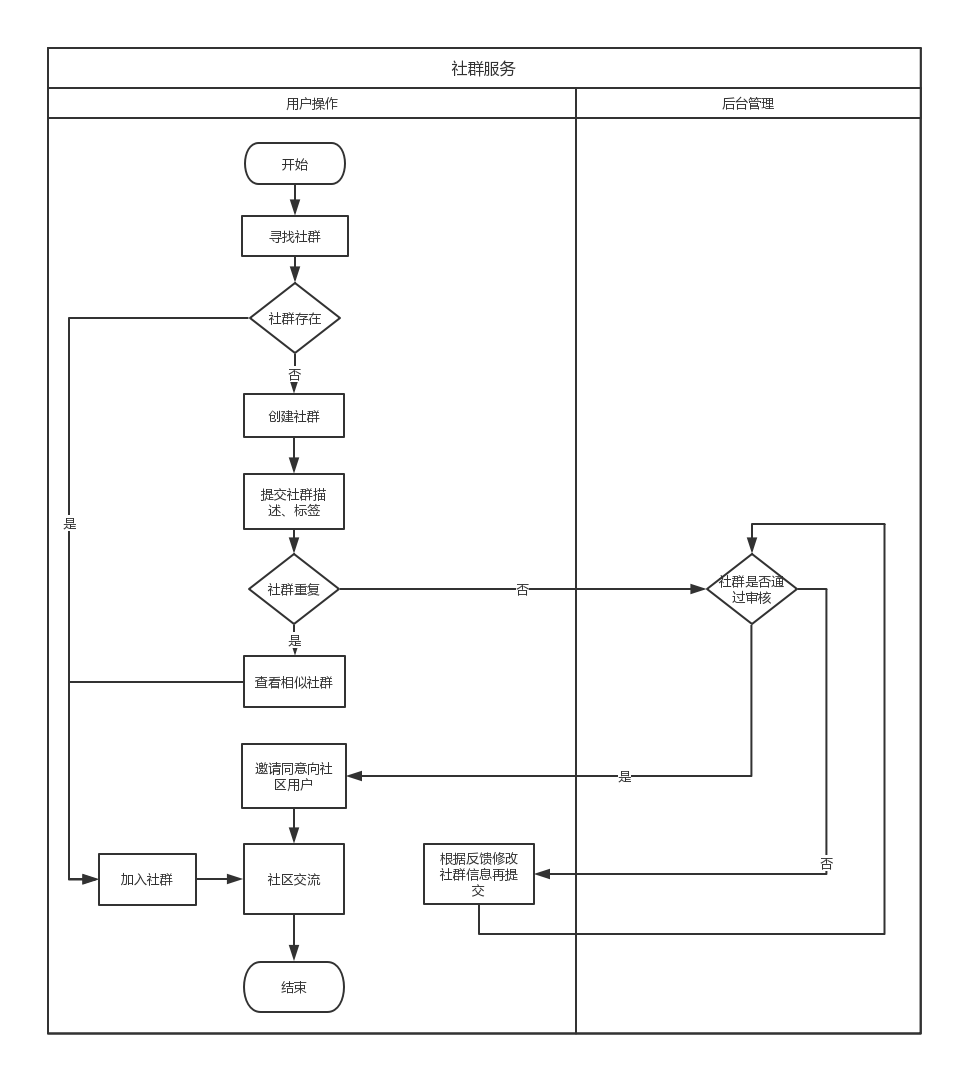 社群服务
用户操作
后台管理
开始
寻找社群
社群存在
否
创建社群
提交社群描
述、标签
是
社群重复
否
社群是否通
过审核
是
查看相似社群
邀请同意向社
区用户
是
根据反馈修改
社群信息再提
交
否
加入社群
社区交流
结束